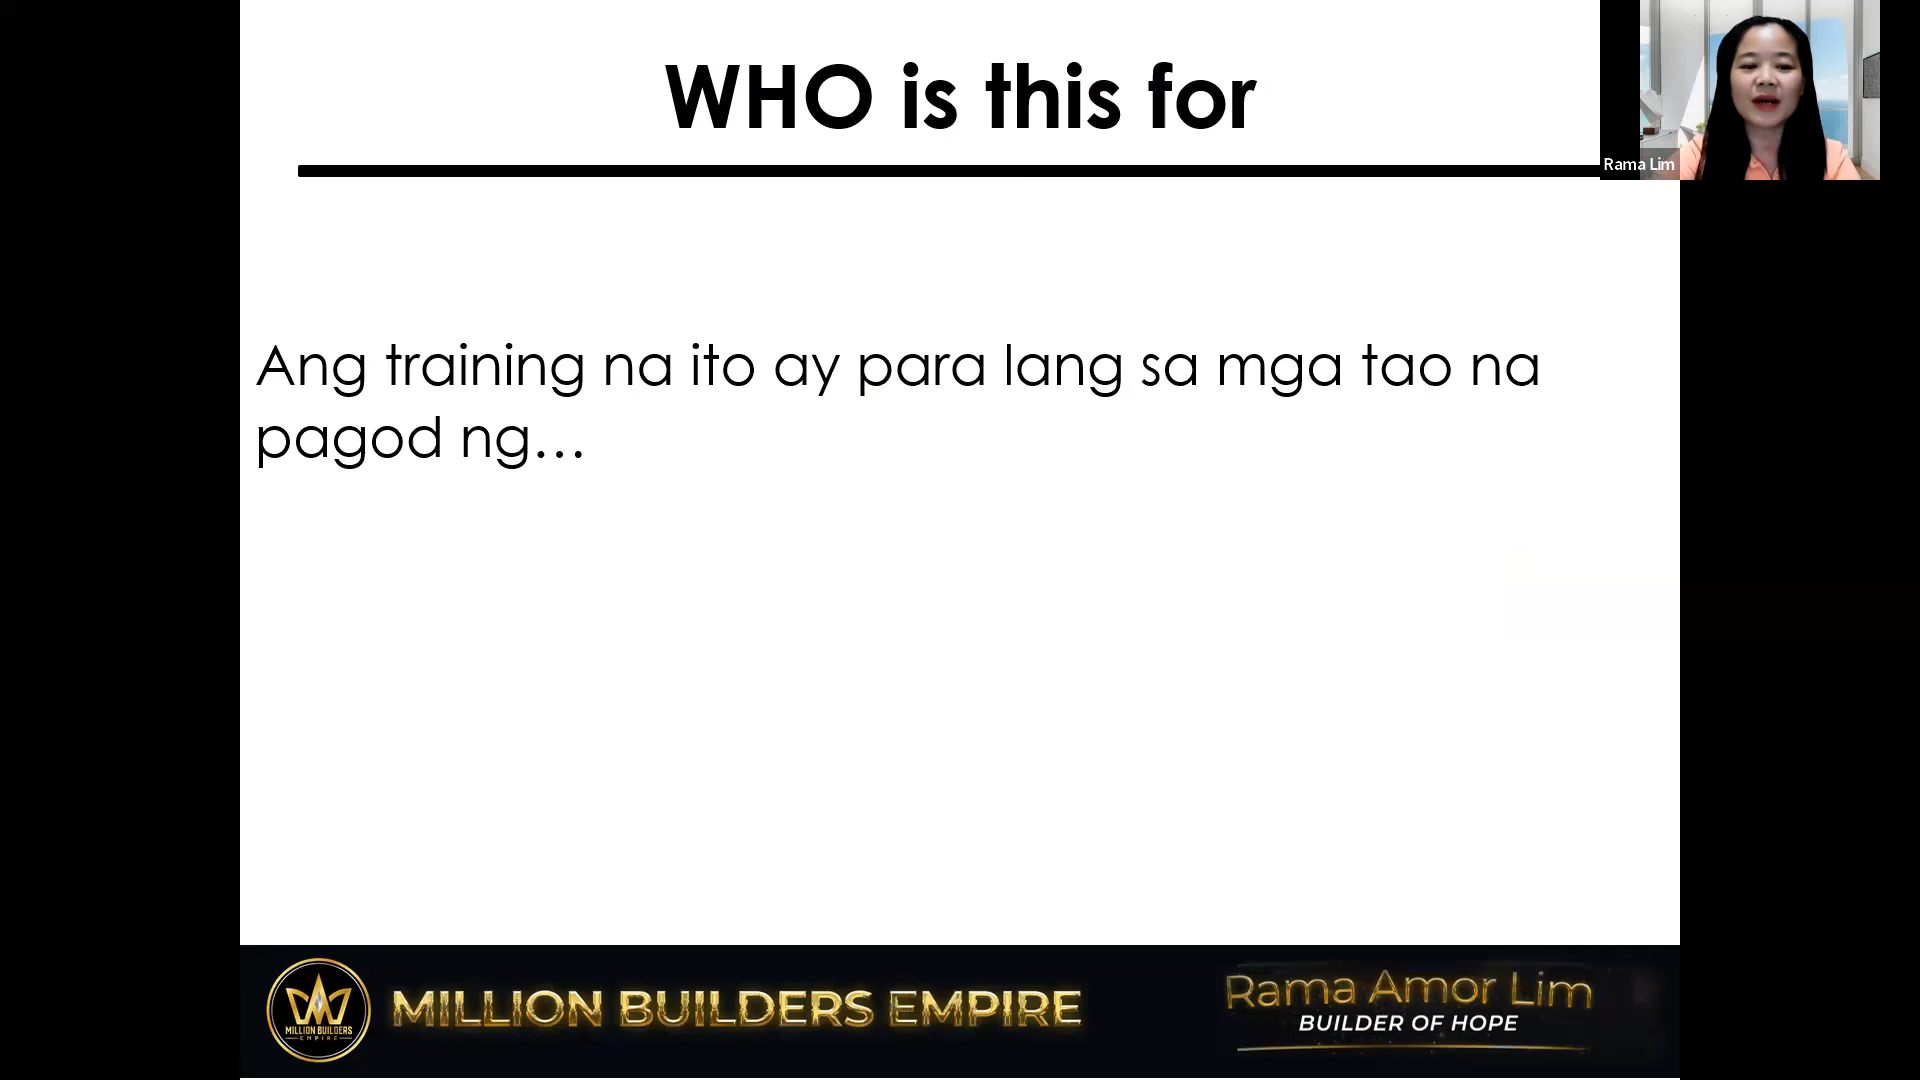 WHO is this for
Rama Lim
Ang training na ito ay para lang sa mga tao na
pagod ng…
MILLION BUILDERS
EMPIRE
MILLION BUILDERS EMPIRE
Rama Amor Lim
BUILDER OF HOPE